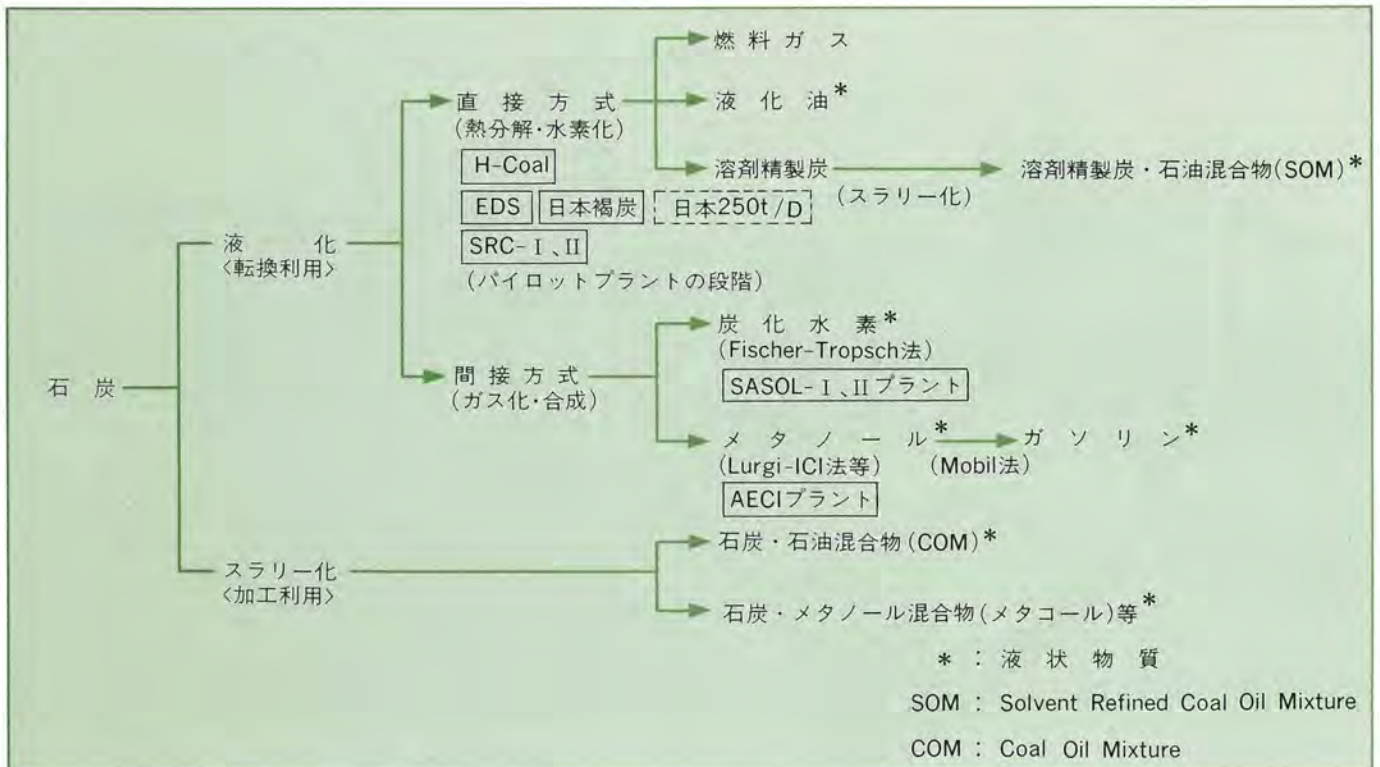 燃料ガス
直接方式
液化油*
(熱分解・水素化)
H-Coal
溶剤精製炭
溶剤精製炭・石油混合物(SOM)*
(スラリー化)
EDS 日本褐炭 日本250t/D
SRC-Ⅰ、Ⅱ
(パイロットプラントの段階)
液化
〈転換利用〉
炭化水素*
(Fischer-Tropsch法)
SASOL-Ⅰ、Ⅱプラント
石炭
間接方式
(ガス化・合成)
メタノール*
ガソリン*
(Lurgi-ICI法等)
(Mobil法)
AECIプラント
石炭・石油混合物(COM)*
スラリー化
〈加工利用〉
石炭・メタノール混合物(メタコール)等*
*:液状物質
SOM:Solvent Refined Coal Oil Mixture
COM:Coal Oil Mixture